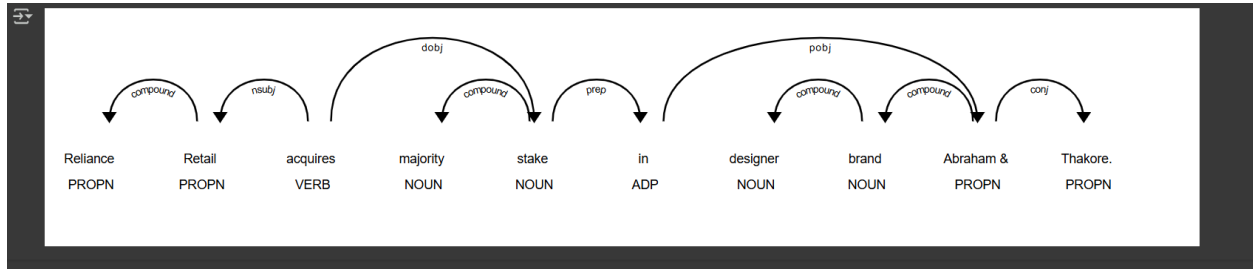 dobj pobj
compound nsubj compound prep compound compound conj
Reliance Retail acquires majority stake in designer brand Abraham & Thakore.
PROPN PROPN VERB NOUN NOUN ADP NOUN NOUN PROPN PROPN